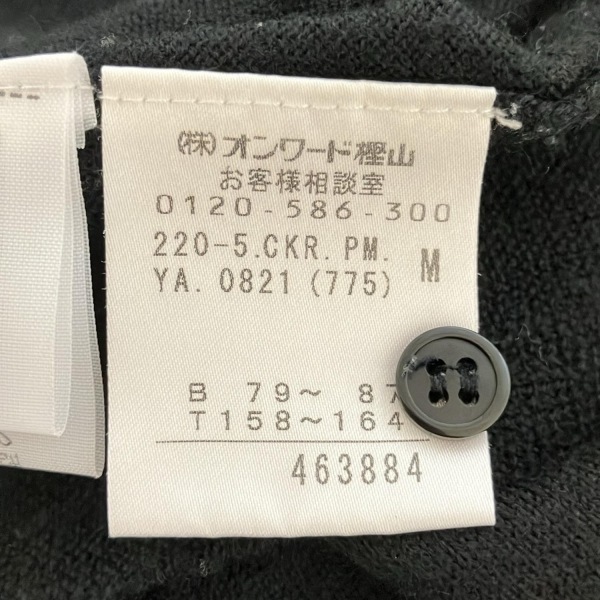 (株)オンワード樫山
お客様相談室
0120-586-300
220-5.CKR.PM. M
YA.0821(775)
B 79~ 87
T158~164
463884